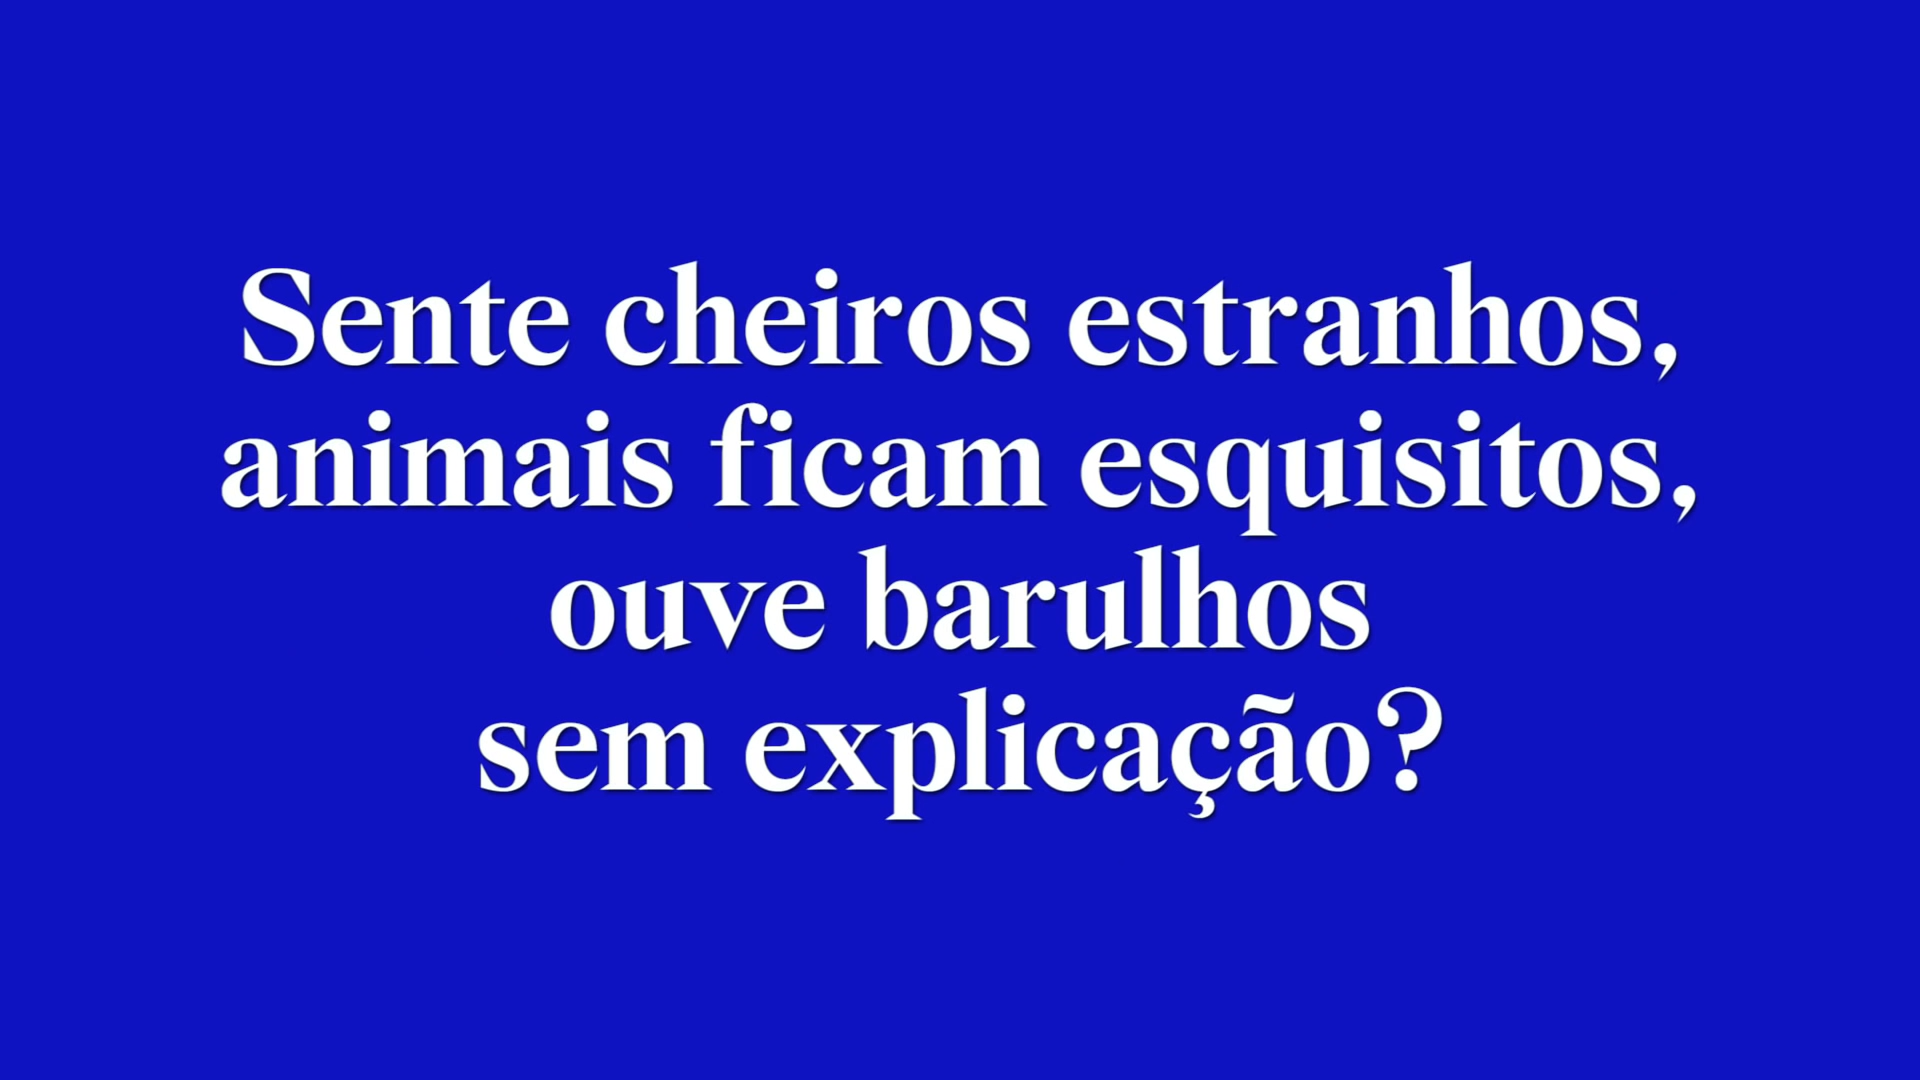 Sente cheiros estranhos,
animais ficam esquisitos,
ouve barulhos
sem explicação?